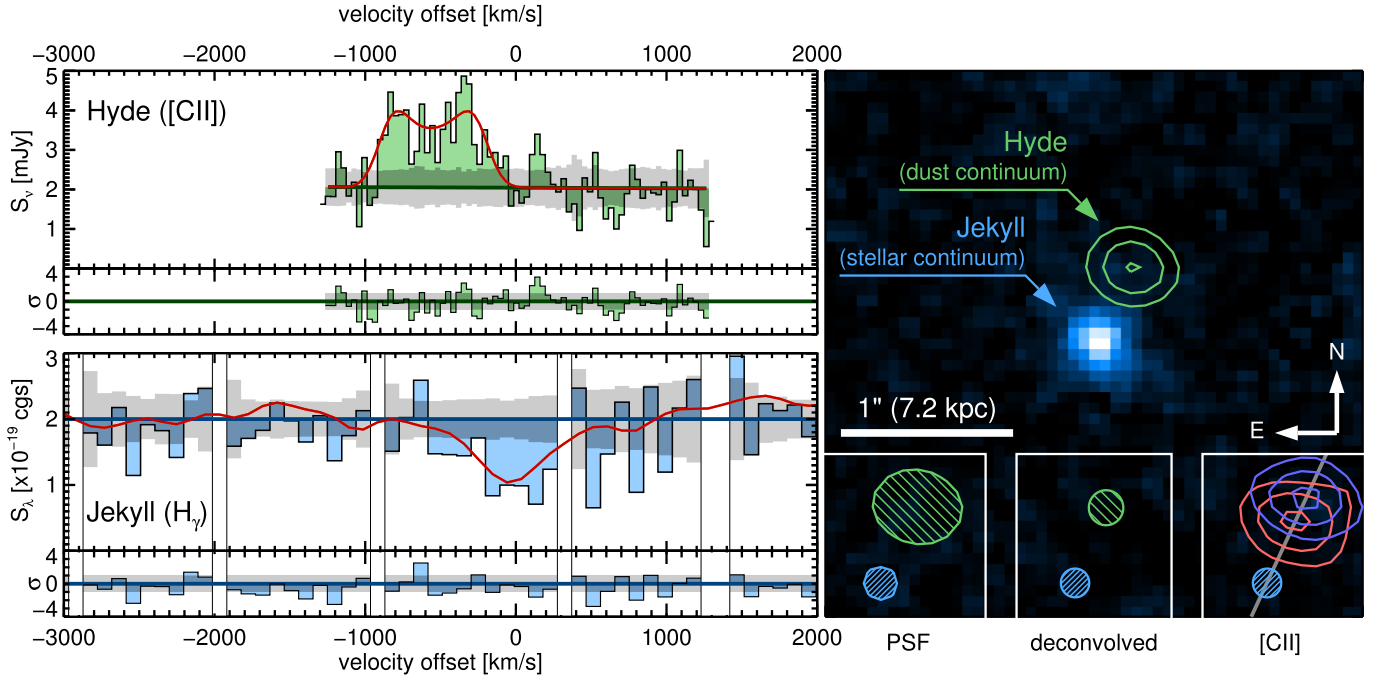 velocity offset [km/s]
−3000 −2000 −1000 0 1000 2000
Hyde ([CII])
S_ν [mJy]
5
4
3
2
1
σ
4
0
−4
Jekyll (H_γ)
S_λ [x10⁻¹⁹ cgs]
3
2
1
σ
4
0
−4
−3000 −2000 −1000 0 1000 2000
velocity offset [km/s]
Hyde
(dust continuum)
Jekyll
(stellar continuum)
1" (7.2 kpc)
N
E
PSF
deconvolved
[CII]